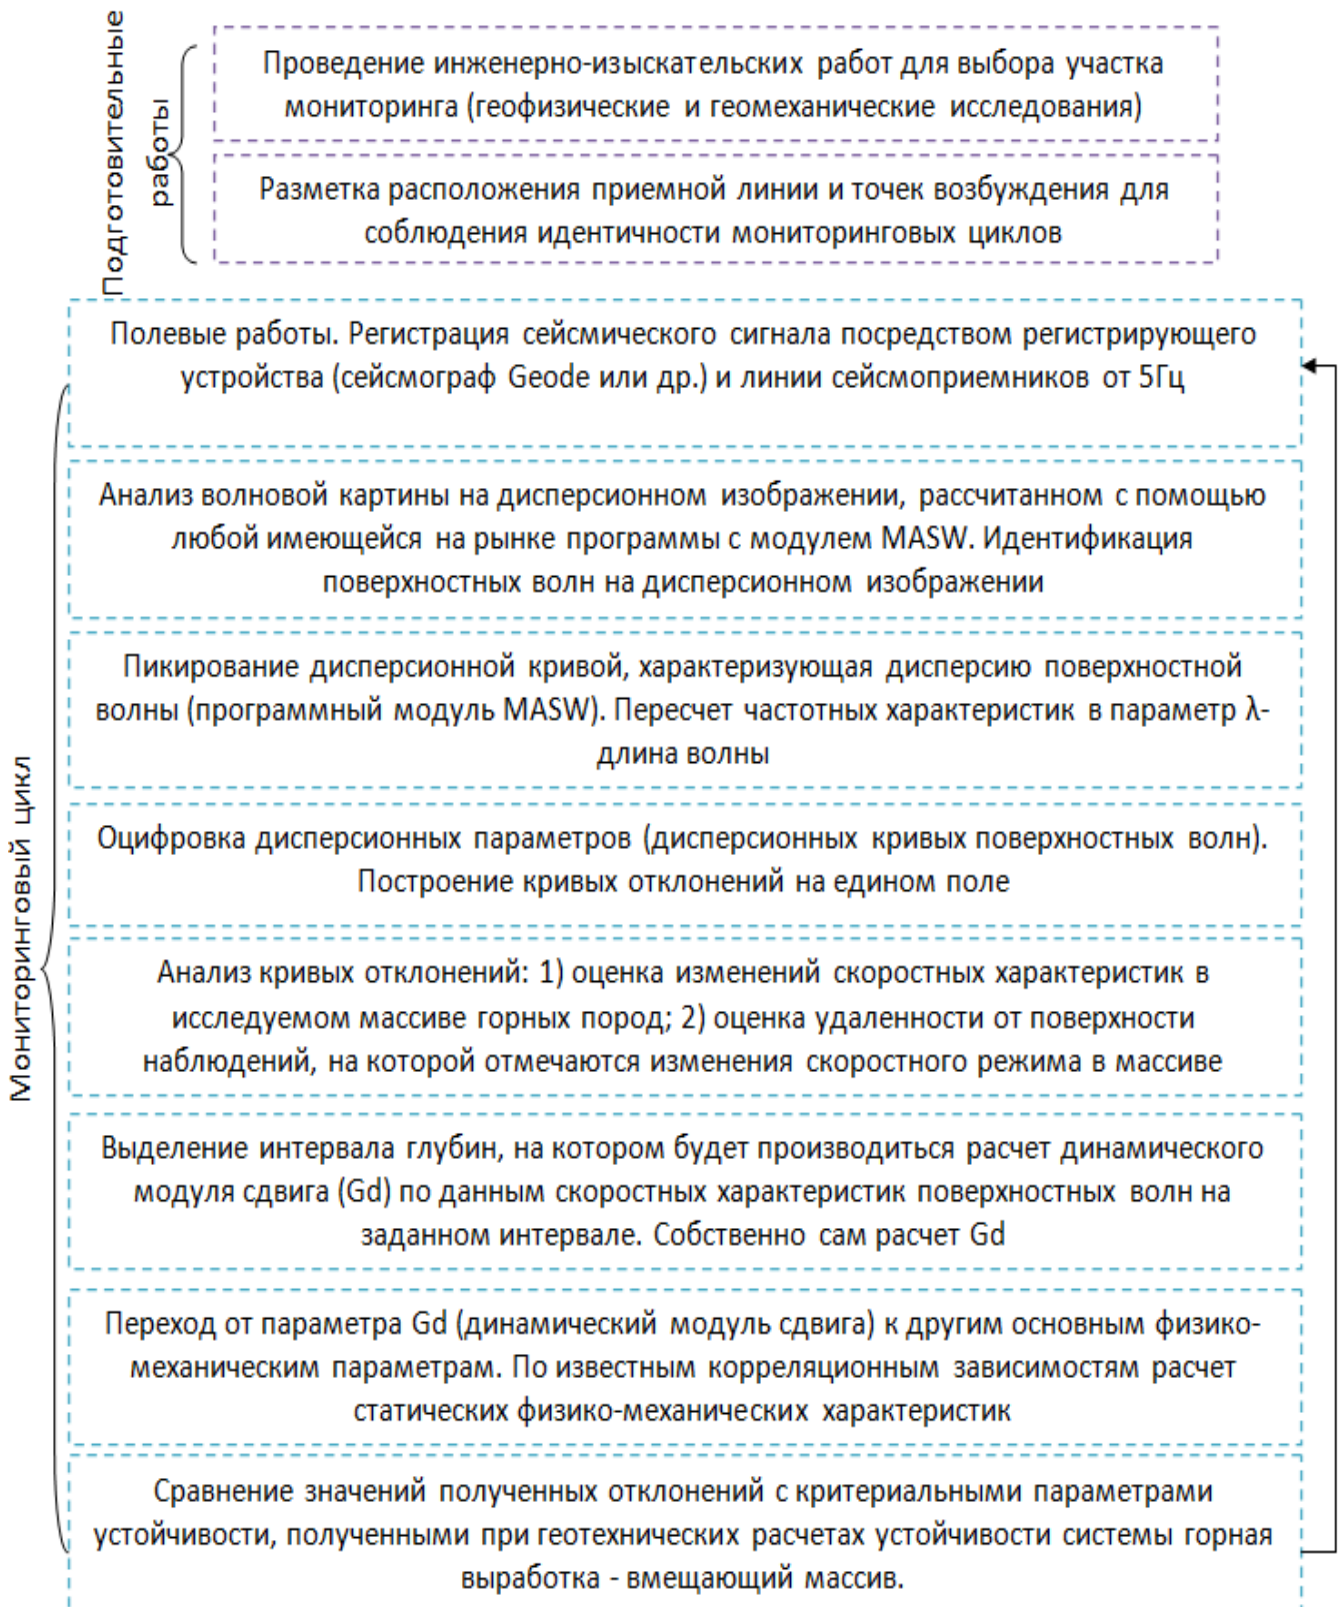 Подготовительные
работы
Проведение инженерно-изыскательских работ для выбора участка
мониторинга (геофизические и геомеханические исследования)
Разметка расположения приемной линии и точек возбуждения для
соблюдения идентичности мониторинговых циклов
Мониторинговый цикл
Полевые работы. Регистрация сейсмического сигнала посредством регистрирующего
устройства (сейсмограф Geode или др.) и линии сейсмоприемников от 5Гц
Анализ волновой картины на дисперсионном изображении, рассчитанном с помощью
любой имеющейся на рынке программы с модулем MASW. Идентификация
поверхностных волн на дисперсионном изображении
Пикирование дисперсионной кривой, характеризующая дисперсию поверхностной
волны (программный модуль MASW). Пересчет частотных характеристик в параметр λ-
длина волны
Оцифровка дисперсионных параметров (дисперсионных кривых поверхностных волн).
Построение кривых отклонений на едином поле
Анализ кривых отклонений: 1) оценка изменений скоростных характеристик в
исследуемом массиве горных пород; 2) оценка удаленности от поверхности
наблюдений, на которой отмечаются изменения скоростного режима в массиве
Выделение интервала глубин, на котором будет производиться расчет динамического
модуля сдвига (Gd) по данным скоростных характеристик поверхностных волн на
заданном интервале. Собственно сам расчет Gd
Переход от параметра Gd (динамический модуль сдвига) к другим основным физико-
механическим параметрам. По известным корреляционным зависимостям расчет
статических физико-механических характеристик
Сравнение значений полученных отклонений с критериальными параметрами
устойчивости, полученными при геотехнических расчетах устойчивости системы горная
выработка - вмещающий массив.